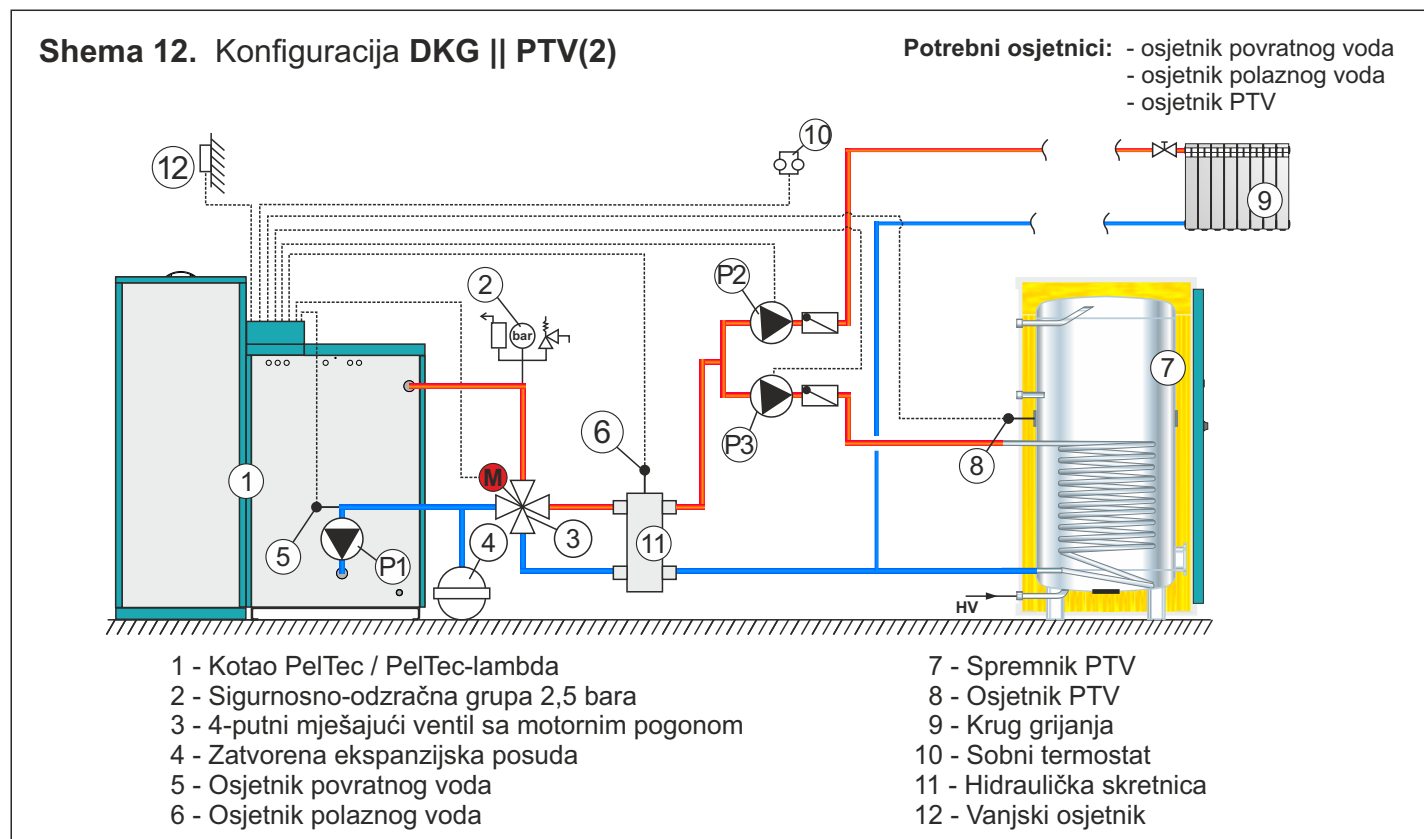 Shema 12. Konfiguracija DKG || PTV(2)
Potrebni osjetnici: - osjetnik povratnog voda
- osjetnik polaznog voda
- osjetnik PTV
12
10
9
2
bar
P2
P3
7
6
8
1
M
5
P1
4
3
11
HV
1 - Kotao PelTec / PelTec-lambda
2 - Sigurnosno-odzračna grupa 2,5 bara
3 - 4-putni mješajući ventil sa motornim pogonom
4 - Zatvorena ekspanzijska posuda
5 - Osjetnik povratnog voda
6 - Osjetnik polaznog voda
7 - Spremnik PTV
8 - Osjetnik PTV
9 - Krug grijanja
10 - Sobni termostat
11 - Hidraulička skretnica
12 - Vanjski osjetnik